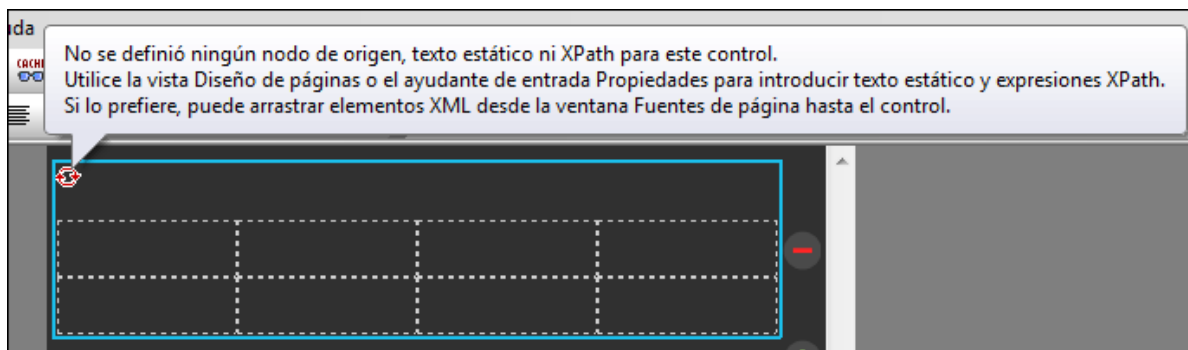 uda
No se definió ningún nodo de origen, texto estático ni XPath para este control.
Utilice la vista Diseño de páginas o el ayudante de entrada Propiedades para introducir texto estático y expresiones XPath.
Si lo prefiere, puede arrastrar elementos XML desde la ventana Fuentes de página hasta el control.
CACHE